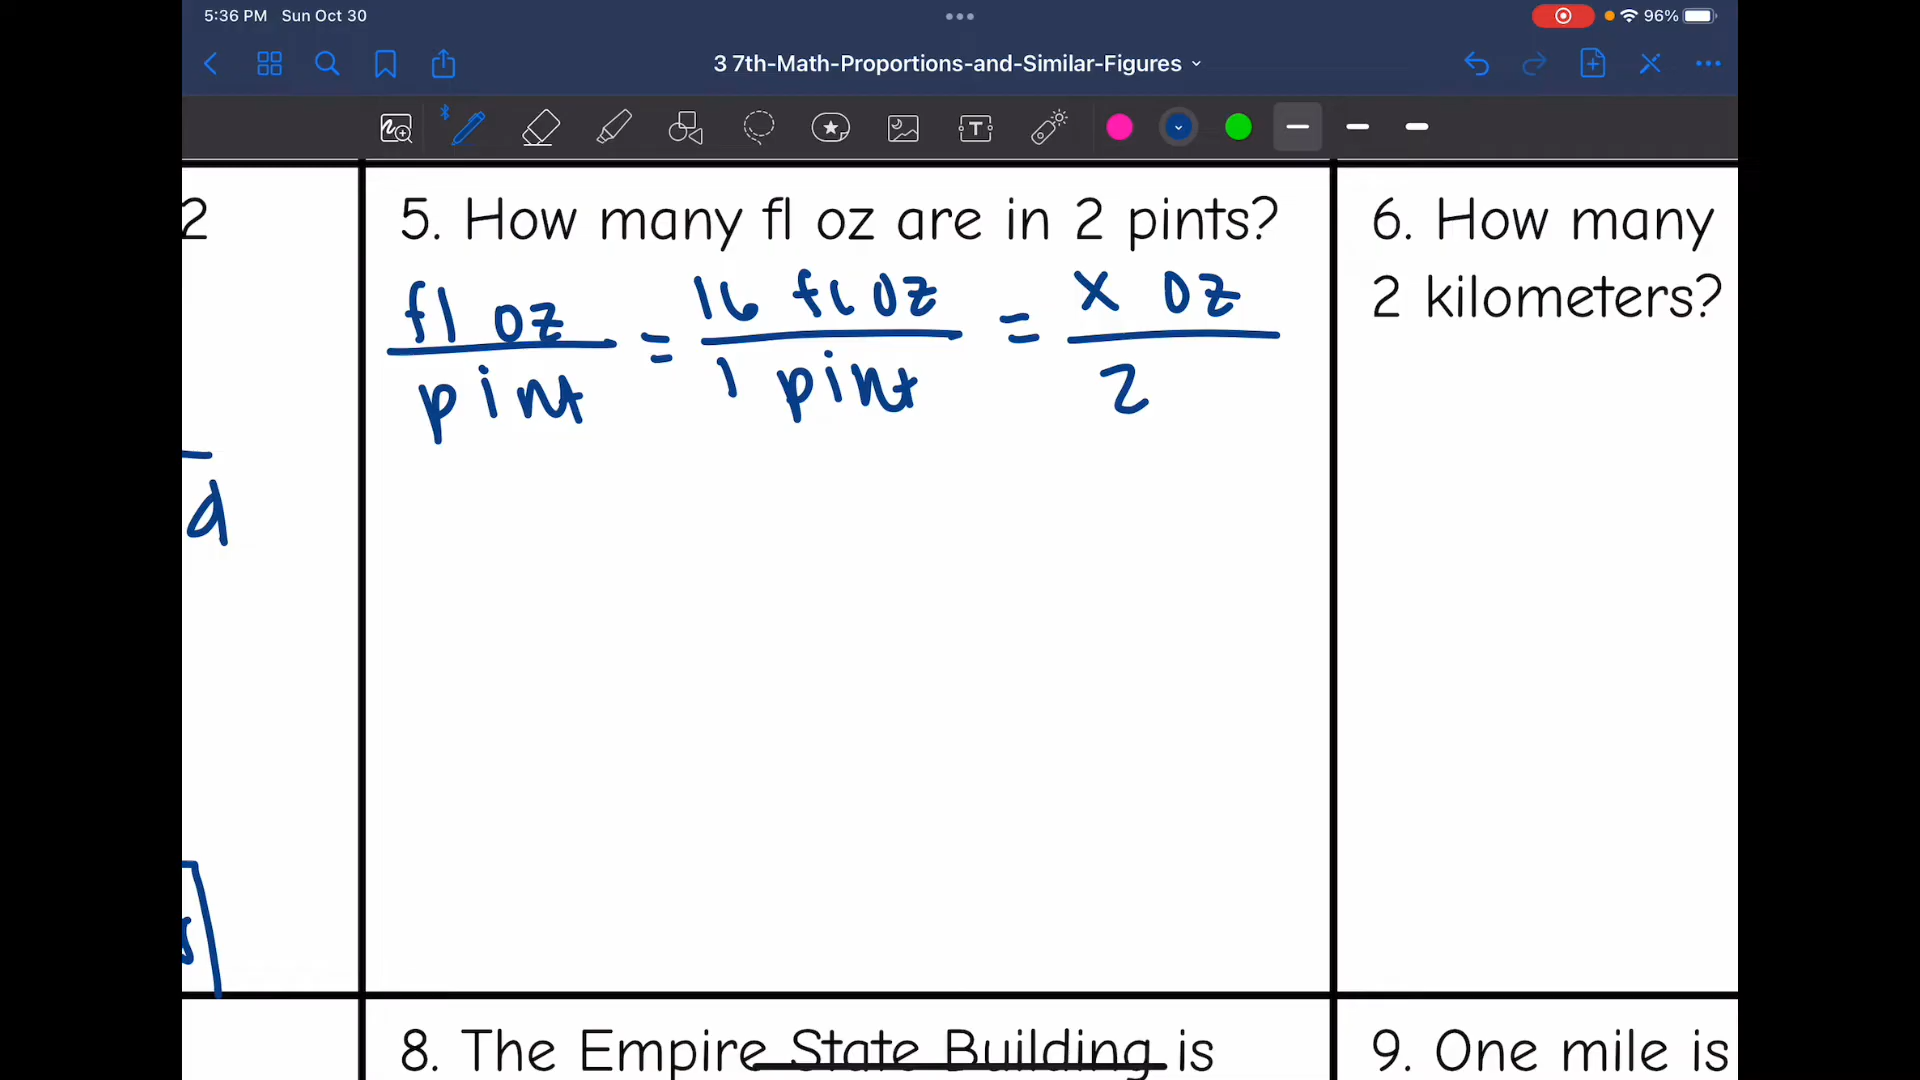 5:36 PM Sun Oct 30
96%
3 7th-Math-Proportions-and-Similar-Figures
2
5. How many fl oz are in 2 pints?
fl oz / pint = 16 fl oz / 1 pint = x oz / 2
6. How many
2 kilometers?
d
s
8. The Empire State Building is
9. One mile is